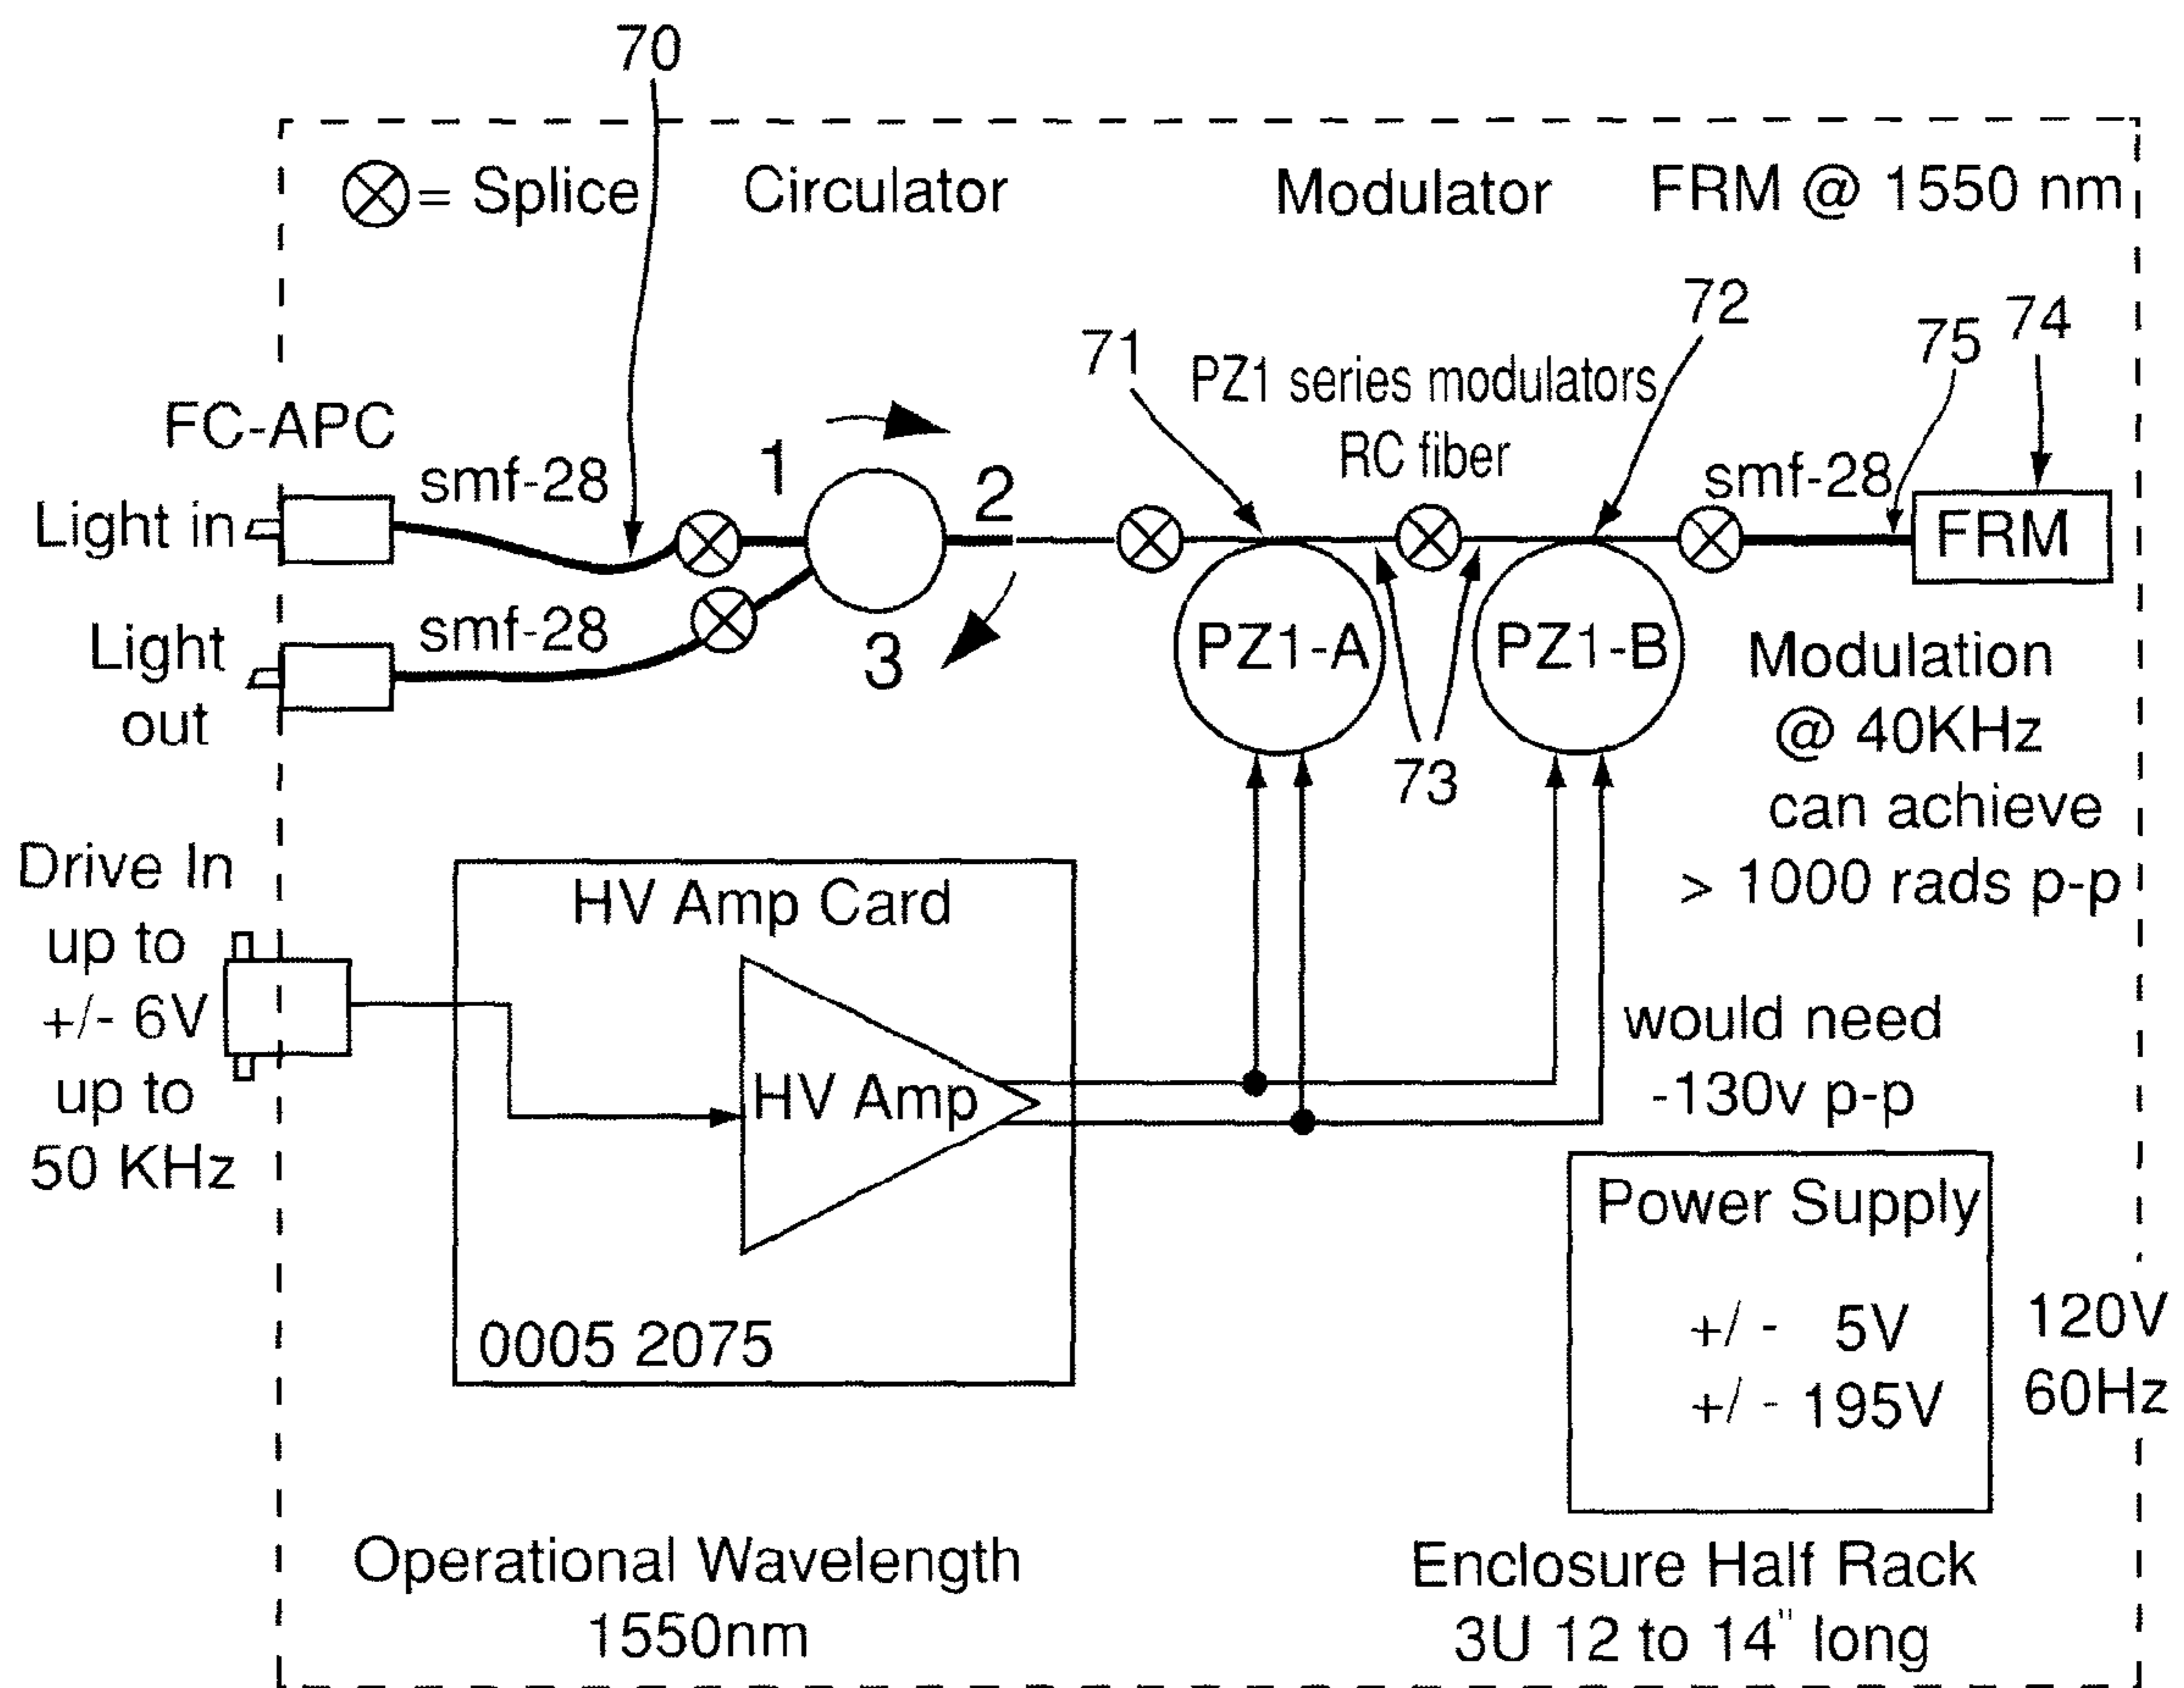 70
⊗= Splice
Circulator
Modulator
FRM @ 1550 nm
71
PZ1 series modulators
RC fiber
72
75
74
FC-APC
Light in
smf-28
1
2
3
smf-28
FRM
Light
out
smf-28
PZ1-A
PZ1-B
73
Modulation
@ 40KHz
can achieve
> 1000 rads p-p
Drive In
up to
+/- 6V
up to
50 KHz
HV Amp Card
HV Amp
0005 2075
would need
-130v p-p
Power Supply
+/- 5V
+/- 195V
120V
60Hz
Operational Wavelength
1550nm
Enclosure Half Rack
3U 12 to 14" long